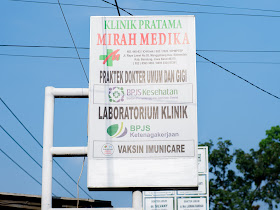 KLINIK PRATAMA
MIRAH MEDIKA
PRAKTEK DOKTER UMUM DAN GIGI
BPJS Kesehatan
LABORATORIUM KLINIK
BPJS
Ketenagakerjaan
VAKSIN IMUNICARE